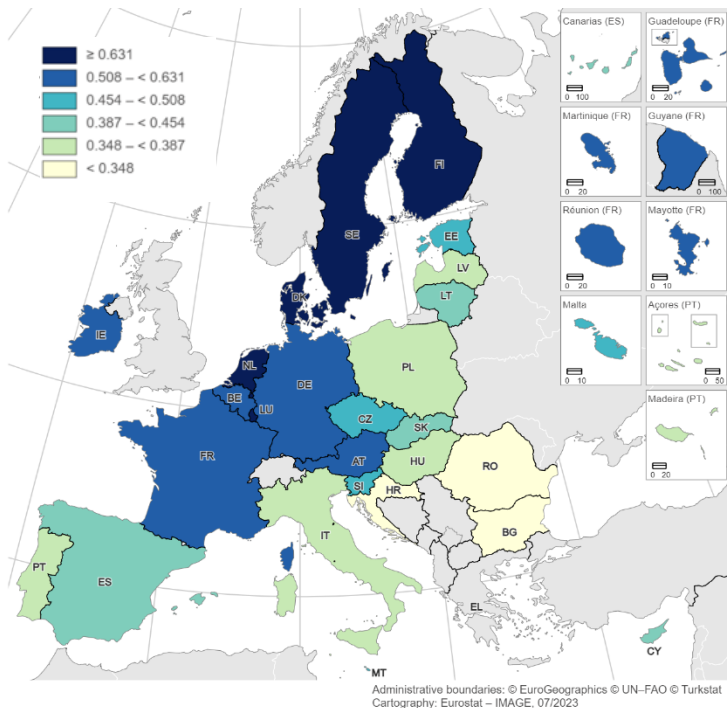 ≥ 0.631
0.508 – < 0.631
0.454 – < 0.508
0.387 – < 0.454
0.348 – < 0.387
< 0.348
Canarias (ES)
0 100
Guadeloupe (FR)
0 20
Martinique (FR)
0 20
Guyane (FR)
0 100
Réunion (FR)
0 20
Mayotte (FR)
0 10
Malta
0 10
Açores (PT)
0 50
Madeira (PT)
0 20
FI
SE
EE
LV
LT
DK
IE
NL
BE
LU
DE
PL
CZ
SK
FR
AT
HU
SI
HR
RO
BG
IT
PT
ES
EL
MT
CY
Administrative boundaries: © EuroGeographics © UN–FAO © Turkstat
Cartography: Eurostat – IMAGE, 07/2023